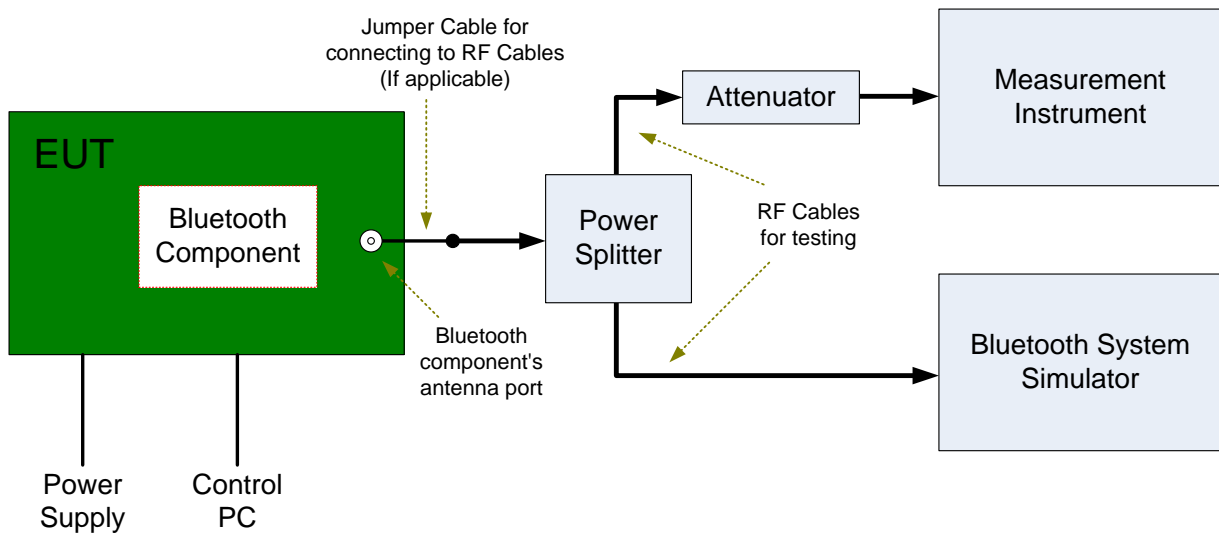 Jumper Cable for
connecting to RF Cables
(If applicable)
EUT
Bluetooth
Component
Attenuator
Measurement
Instrument
Power
Splitter
RF Cables
for testing
Bluetooth
component's
antenna port
Bluetooth System
Simulator
Power
Supply
Control
PC